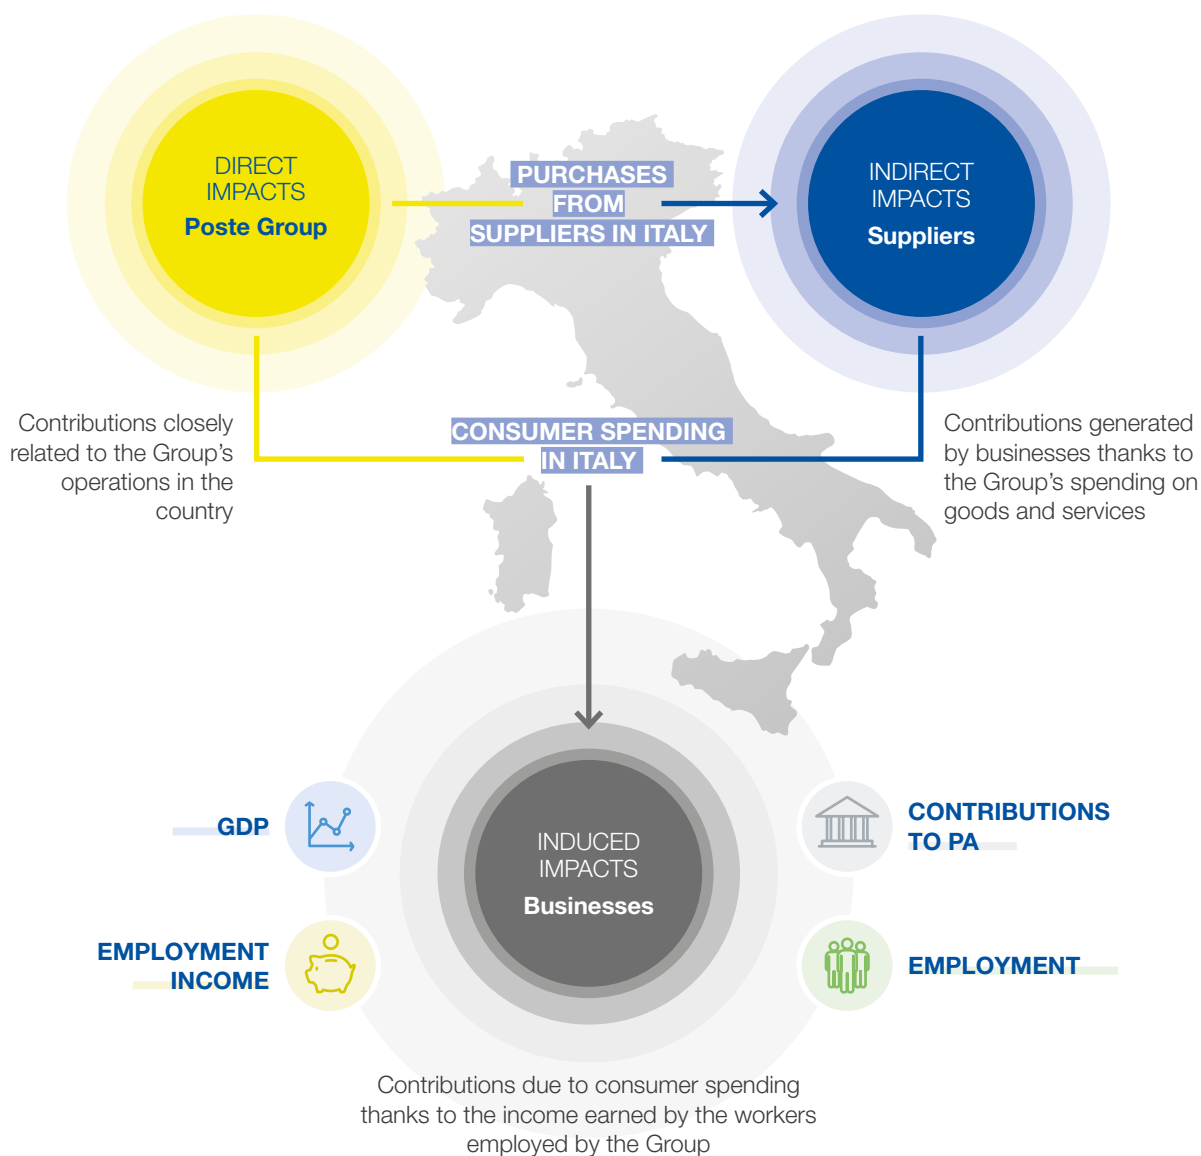 DIRECT
IMPACTS
Poste Group
PURCHASES
FROM
SUPPLIERS IN ITALY
INDIRECT
IMPACTS
Suppliers
Contributions closely
related to the Group’s
operations in the
country
CONSUMER SPENDING
IN ITALY
Contributions generated
by businesses thanks to
the Group’s spending on
goods and services
GDP
EMPLOYMENT
INCOME
INDUCED
IMPACTS
Businesses
CONTRIBUTIONS
TO PA
EMPLOYMENT
Contributions due to consumer spending
thanks to the income earned by the workers
employed by the Group